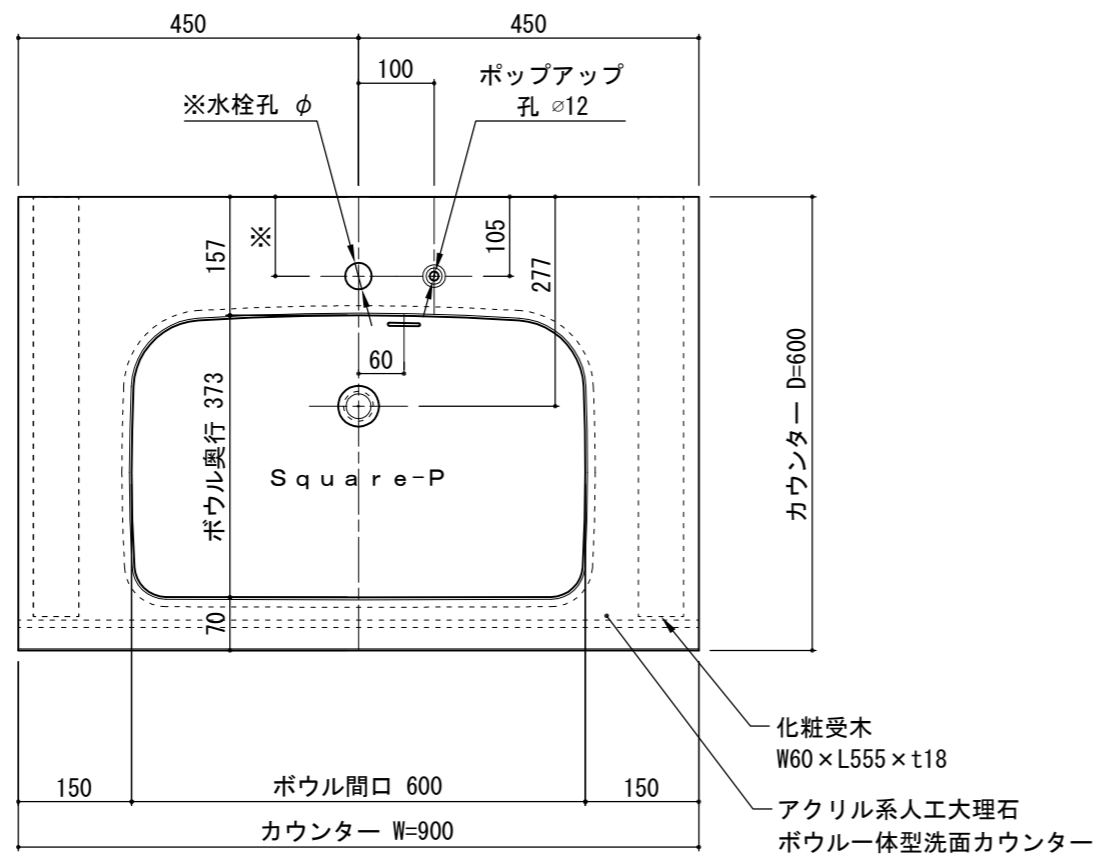 450
450
100
ポップアップ
孔 ⌀12
※水栓孔 φ
※
157
105
277
60
ボウル奥行 373
カウンター D=600
Square-P
70
化粧受木
W60×L555×t18
150
ボウル間口 600
150
アクリル系人工大理石
ボウル一体型洗面カウンター
カウンター W=900